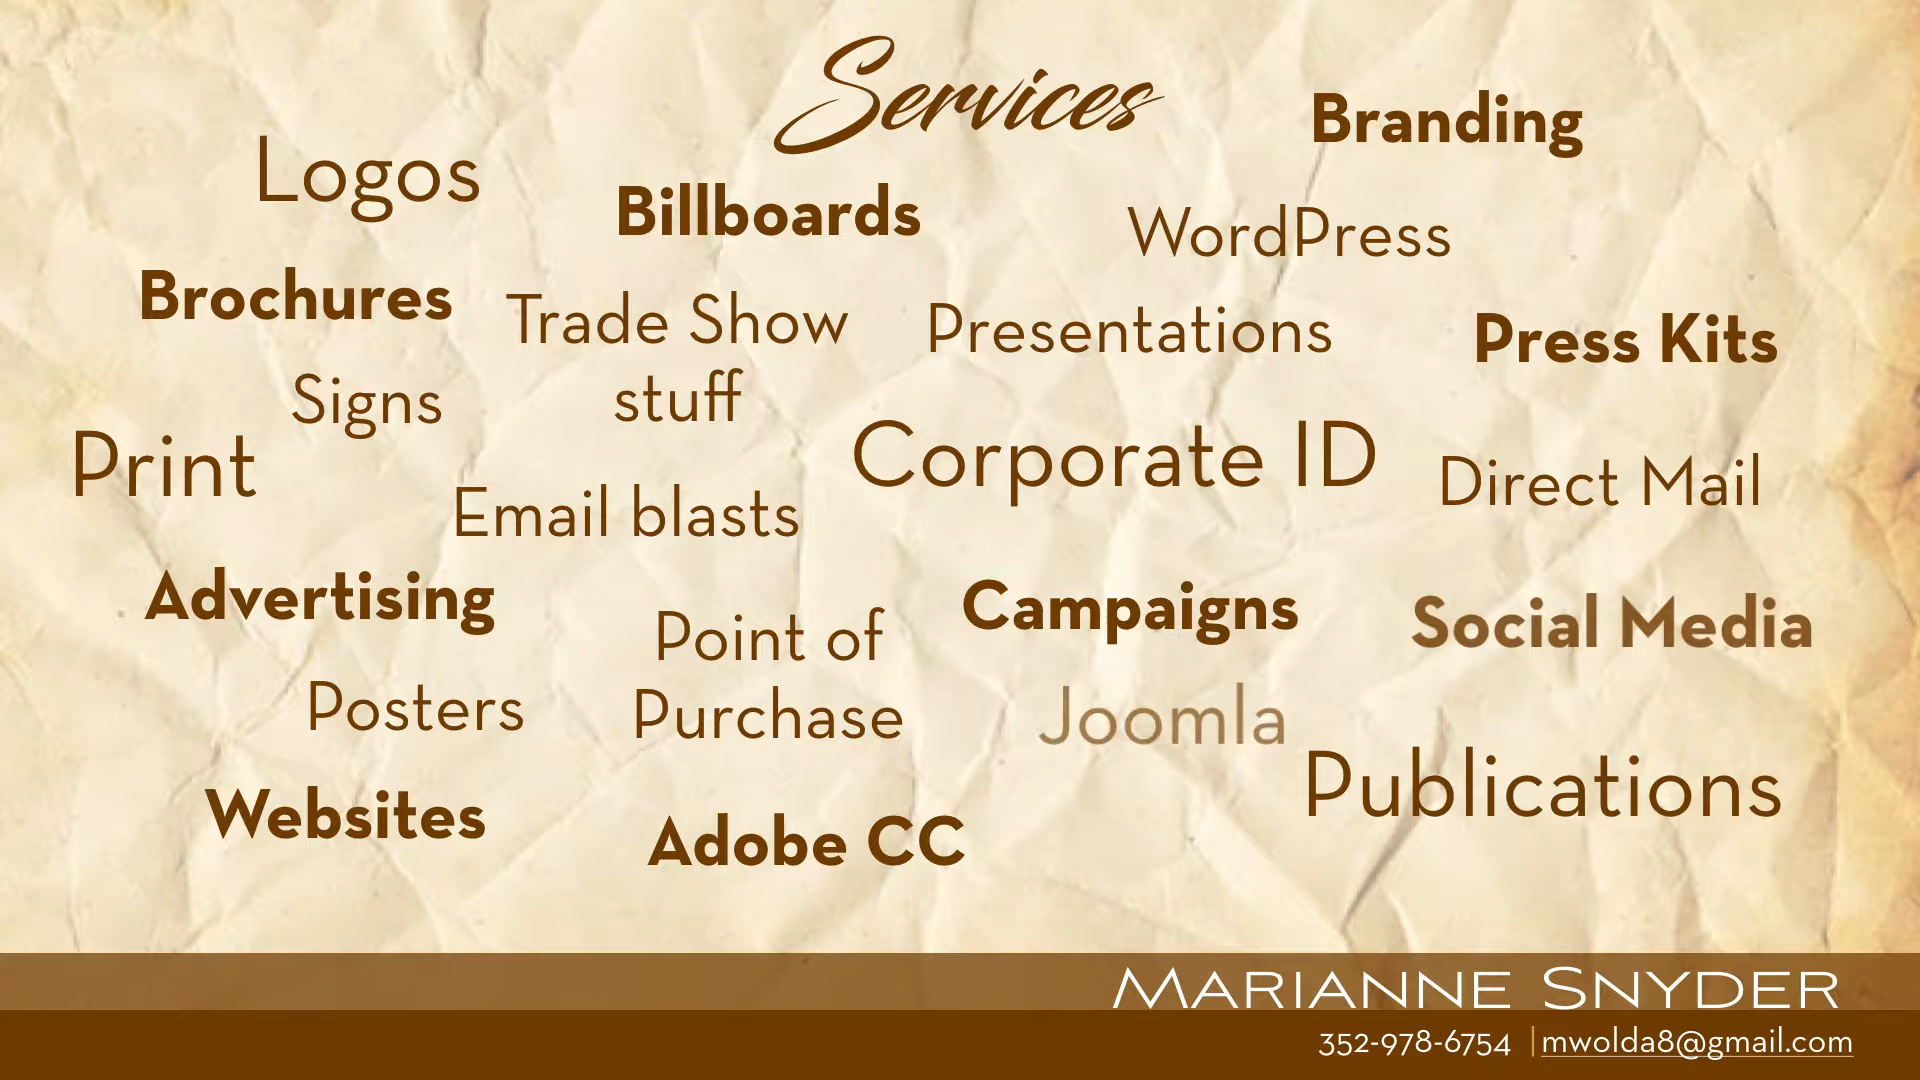 Services
Branding
Logos
Billboards
WordPress
Brochures
Trade Show
stuff
Presentations
Press Kits
Signs
Print
Corporate ID
Direct Mail
Email blasts
Advertising
Campaigns
Social Media
Point of
Purchase
Posters
Joomla
Publications
Websites
Adobe CC
MARIANNE SNYDER
352-978-6754 | mwolda8@gmail.com